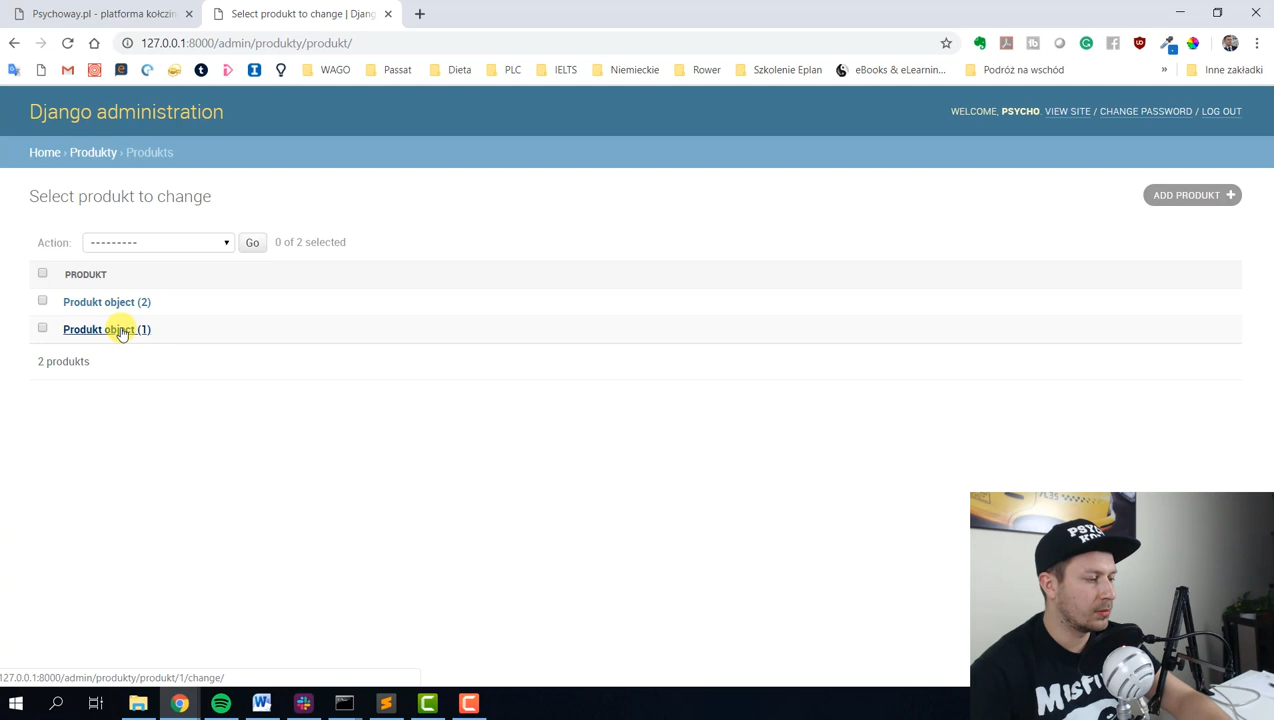 Psychoway.pl - platforma kołczin
Select produkt to change | Djang
127.0.0.1:8000/admin/produkty/produkt/
WAGO
Passat
Dieta
PLC
IELTS
Niemieckie
Rower
Szkolenie Eplan
eBooks & eLearnin...
Podróż na wschód
»
Inne zakładki
Django administration
WELCOME, PSYCHO. VIEW SITE / CHANGE PASSWORD / LOG OUT
Home › Produkty › Produkts
Select produkt to change
ADD PRODUKT +
Action: --------- Go 0 of 2 selected
PRODUKT
Produkt object (2)
Produkt object (1)
2 produkts
127.0.0.1:8000/admin/produkty/produkt/1/change/